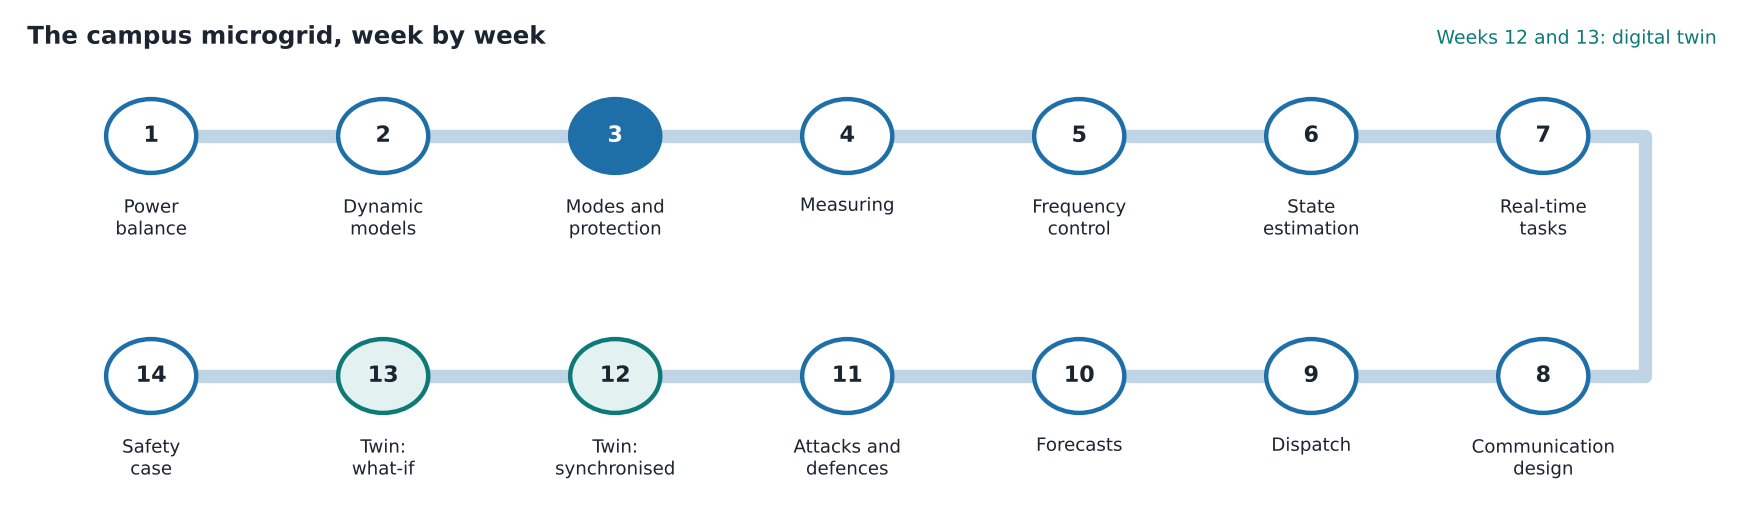 The campus microgrid, week by week
Weeks 12 and 13: digital twin
1
2
3
4
5
6
7
Power
balance
Dynamic
models
Modes and
protection
Measuring
Frequency
control
State
estimation
Real-time
tasks
14
13
12
11
10
9
8
Safety
case
Twin:
what-if
Twin:
synchronised
Attacks and
defences
Forecasts
Dispatch
Communication
design